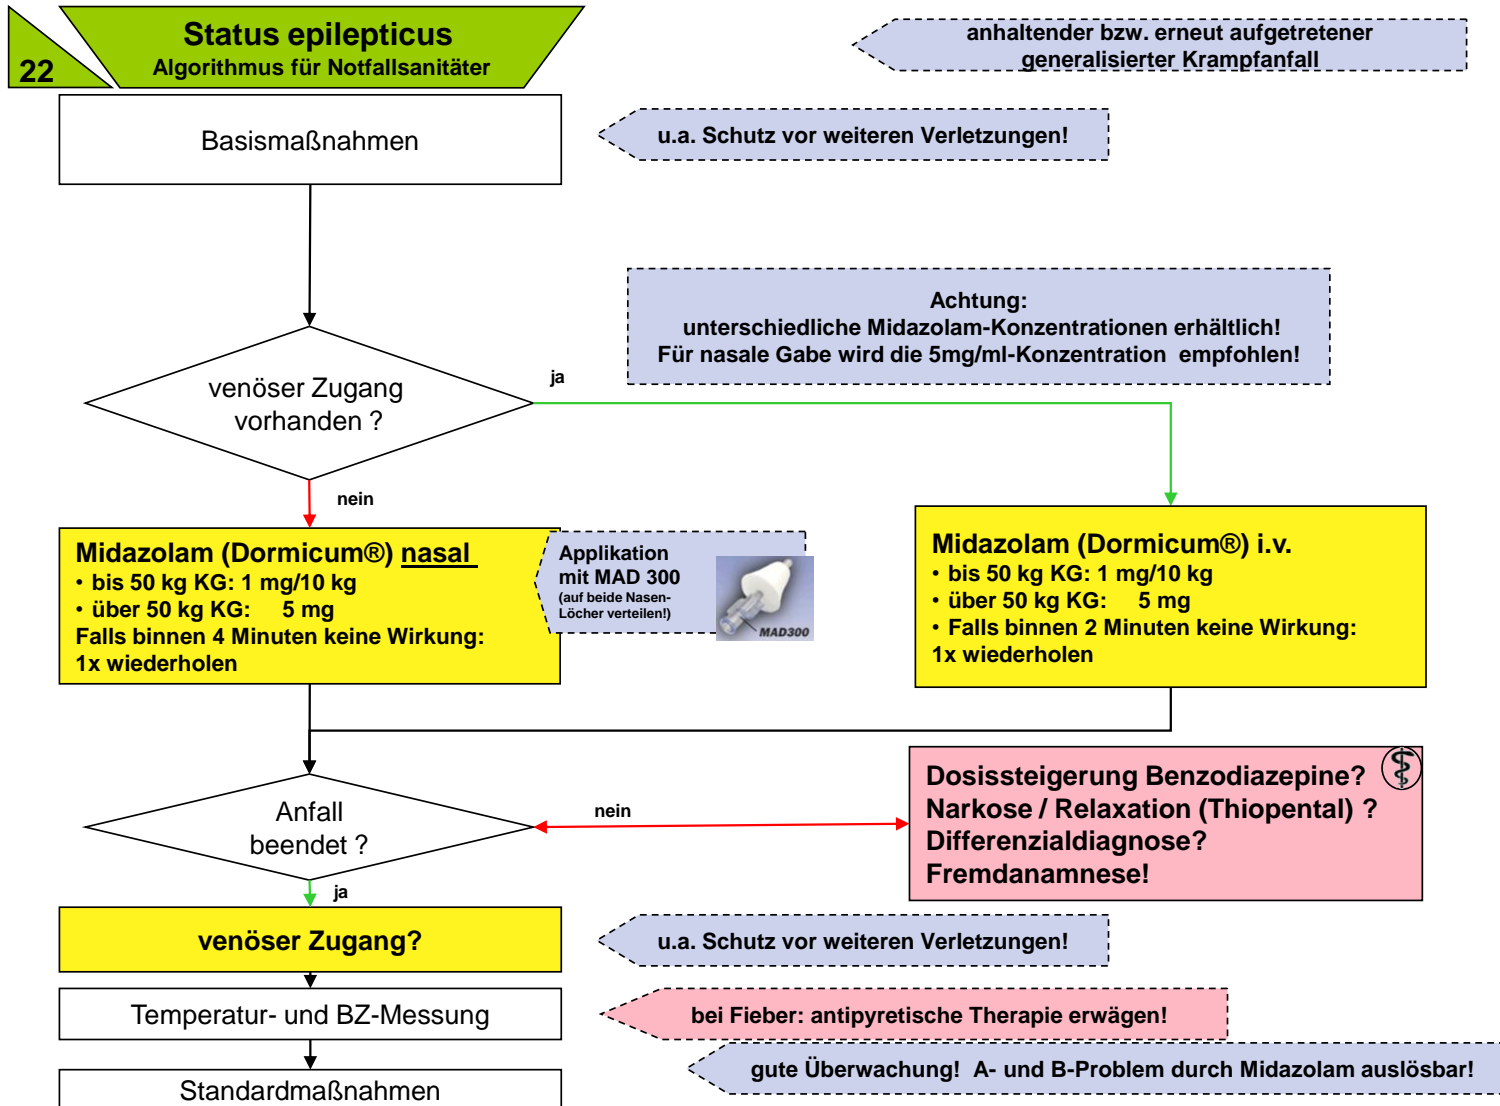 22
Status epilepticus
Algorithmus für Notfallsanitäter
anhaltender bzw. erneut aufgetretener
generalisierter Krampfanfall
Basismaßnahmen
u.a. Schutz vor weiteren Verletzungen!
Achtung:
unterschiedliche Midazolam-Konzentrationen erhältlich!
Für nasale Gabe wird die 5mg/ml-Konzentration empfohlen!
venöser Zugang
vorhanden ?
ja
nein
Midazolam (Dormicum®) nasal
• bis 50 kg KG: 1 mg/10 kg
• über 50 kg KG: 5 mg
Falls binnen 4 Minuten keine Wirkung:
1x wiederholen
Applikation
mit MAD 300
(auf beide Nasen-
Löcher verteilen!)
MAD300
Midazolam (Dormicum®) i.v.
• bis 50 kg KG: 1 mg/10 kg
• über 50 kg KG: 5 mg
• Falls binnen 2 Minuten keine Wirkung:
1x wiederholen
Anfall
beendet ?
nein
ja
Dosissteigerung Benzodiazepine?
Narkose / Relaxation (Thiopental) ?
Differenzialdiagnose?
Fremdanamnese!
venöser Zugang?
u.a. Schutz vor weiteren Verletzungen!
Temperatur- und BZ-Messung
bei Fieber: antipyretische Therapie erwägen!
gute Überwachung! A- und B-Problem durch Midazolam auslösbar!
Standardmaßnahmen